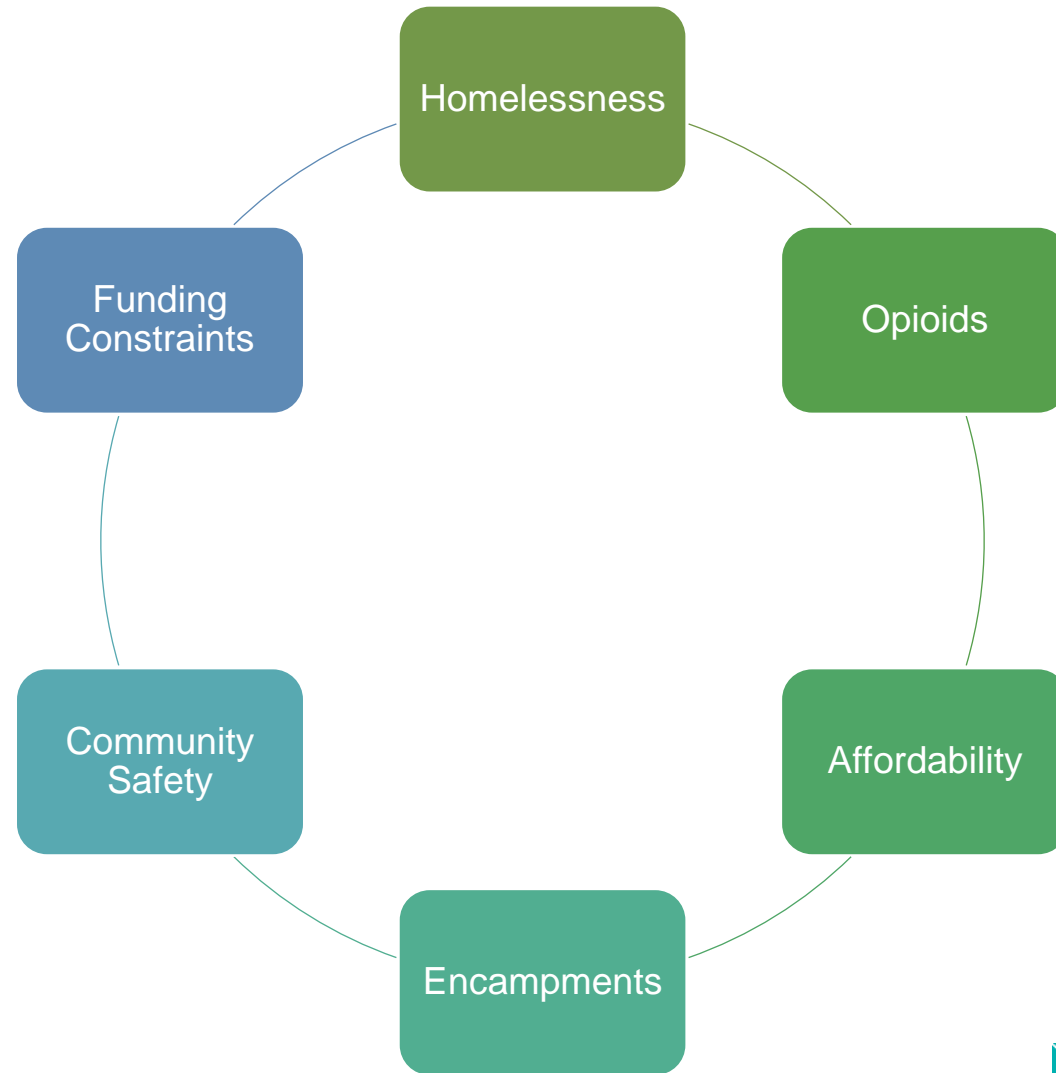 Homelessness
Opioids
Affordability
Encampments
Community
Safety
Funding
Constraints